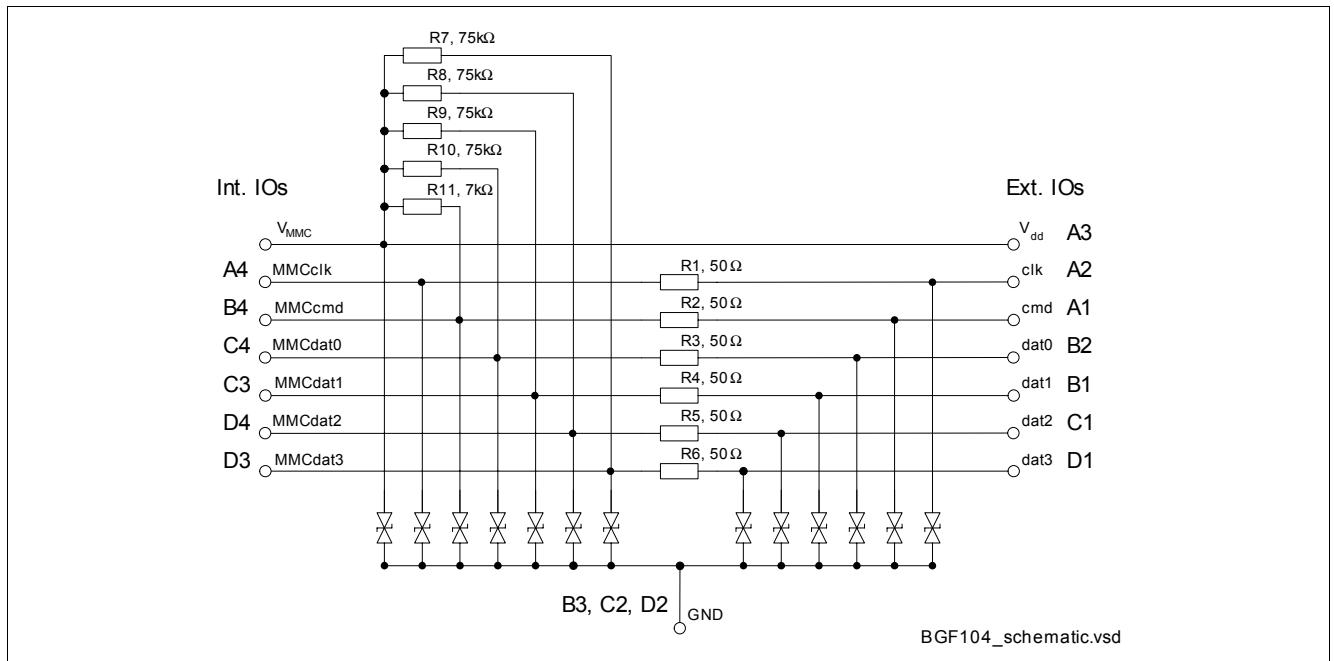 R7, 75kΩ
R8, 75kΩ
R9, 75kΩ
R10, 75kΩ
R11, 7kΩ
Int. IOs
Ext. IOs
VMMC
Vdd A3
A4 MMCclk R1, 50Ω clk A2
B4 MMCcmd R2, 50Ω cmd A1
C4 MMCdat0 R3, 50Ω dat0 B2
C3 MMCdat1 R4, 50Ω dat1 B1
D4 MMCdat2 R5, 50Ω dat2 C1
D3 MMCdat3 R6, 50Ω dat3 D1
B3, C2, D2 GND
BGF104_schematic.vsd